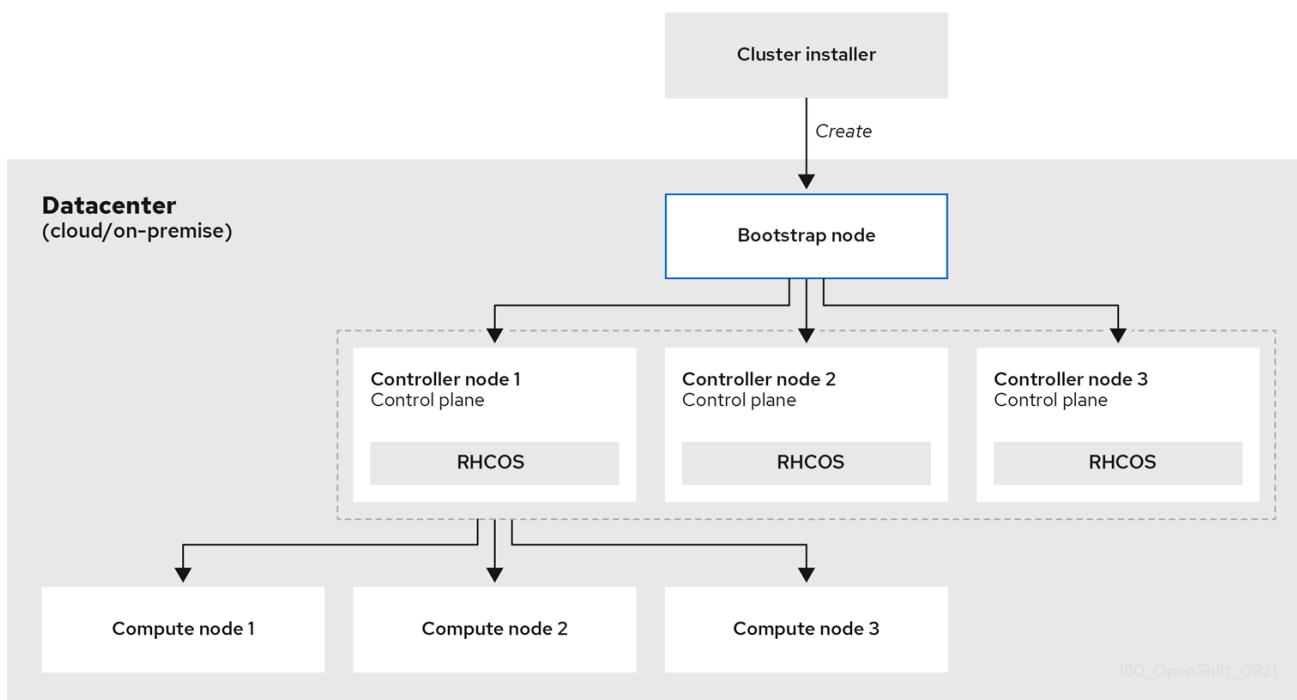 Cluster installer
Create
Datacenter
(cloud/on-premise)
Bootstrap node
Controller node 1
Control plane
RHCOS
Controller node 2
Control plane
RHCOS
Controller node 3
Control plane
RHCOS
Compute node 1
Compute node 2
Compute node 3
150_OpenShift_0921